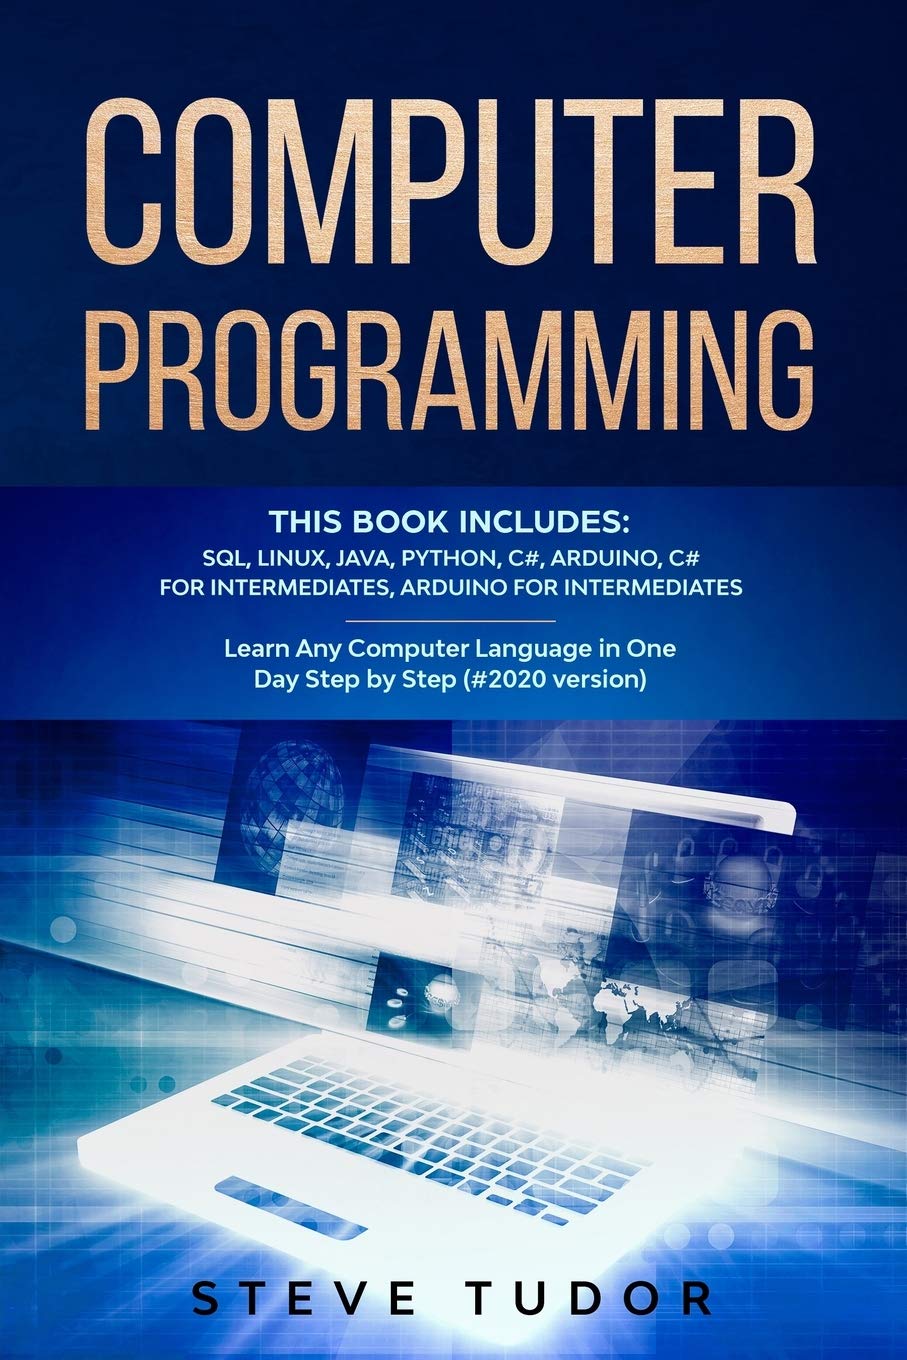 COMPUTER
PROGRAMMING
THIS BOOK INCLUDES:
SQL, LINUX, JAVA, PYTHON, C#, ARDUINO, C#
FOR INTERMEDIATES, ARDUINO FOR INTERMEDIATES
Learn Any Computer Language in One
Day Step by Step (#2020 version)
STEVE TUDOR